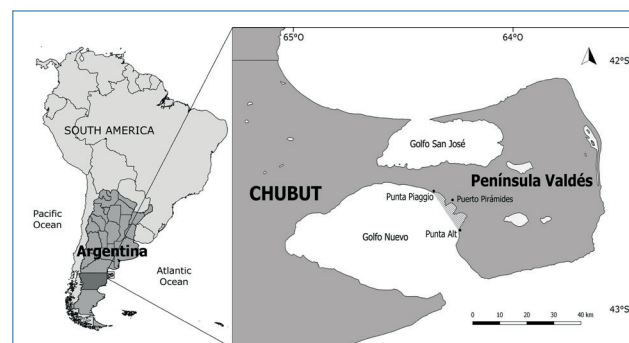 65°O
64°O
42°S
SOUTH AMERICA
Golfo San José
CHUBUT
Península Valdés
Punta Piaggio
Puerto Pirámides
Pacific
Ocean
Argentina
Golfo Nuevo
Punta Alt
Atlantic
Ocean
43°S
0 10 20 30 40 km